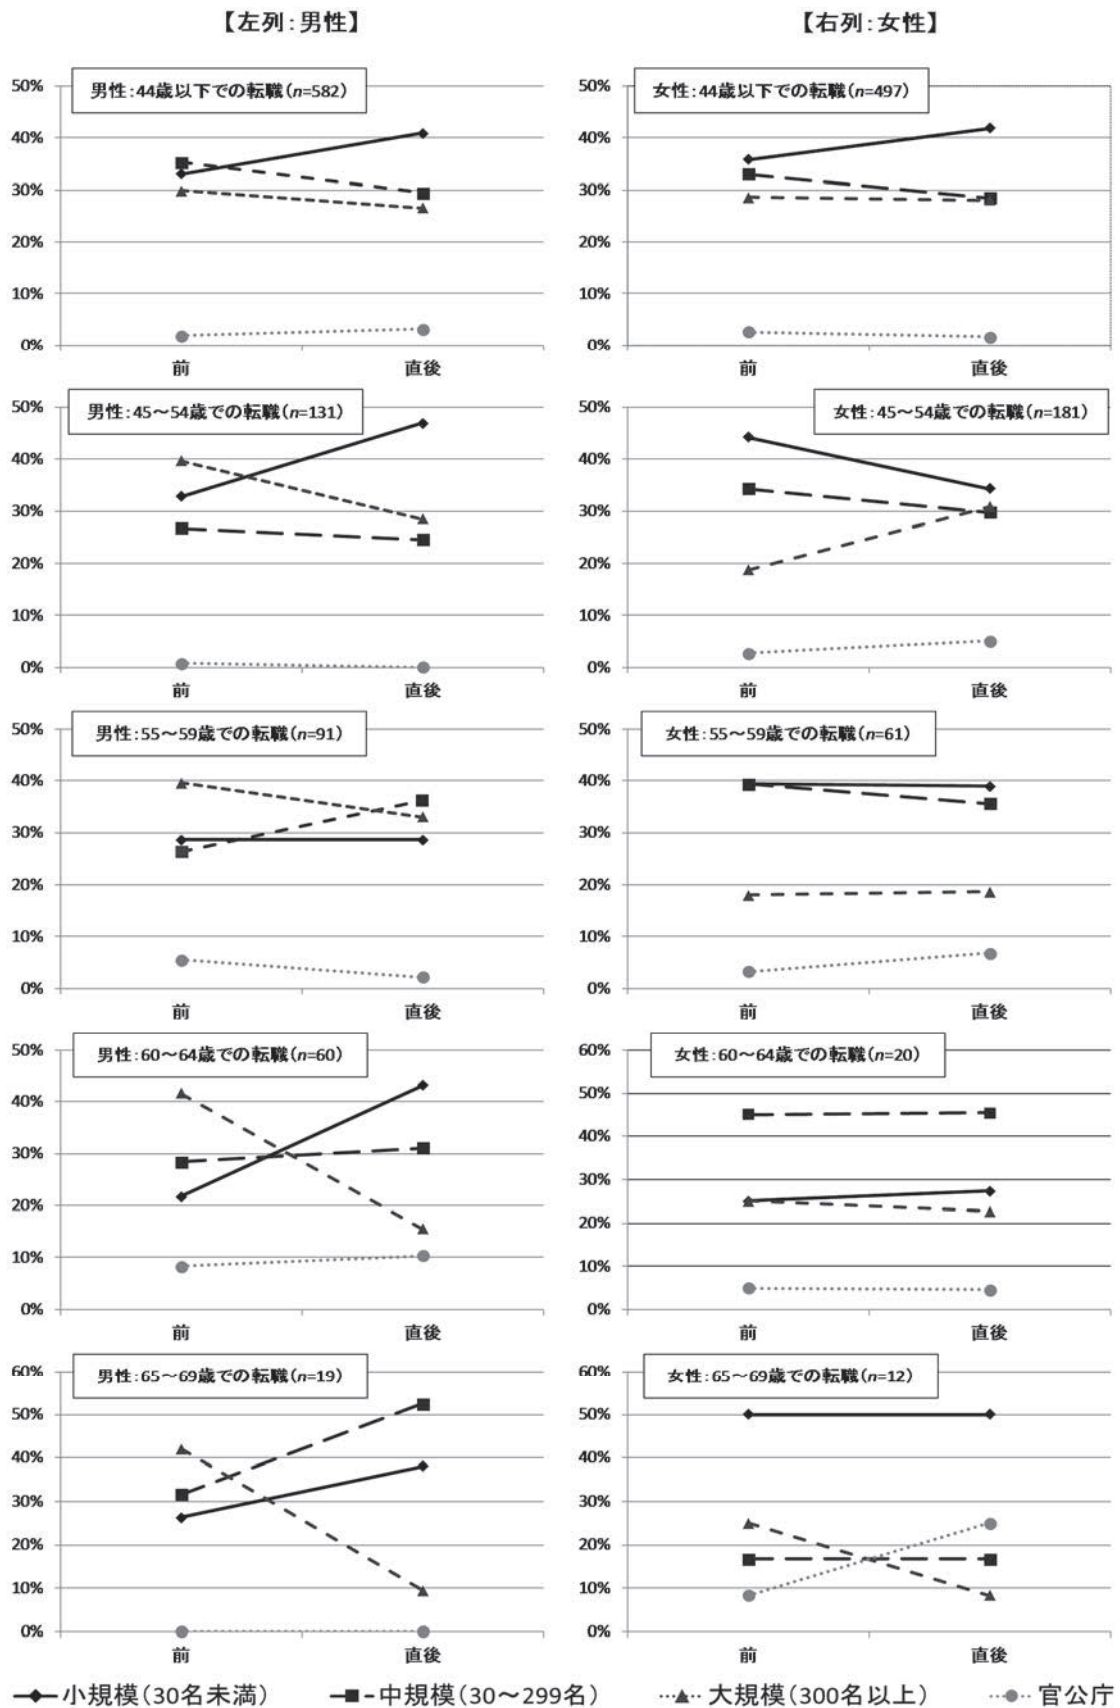 【左列：男性】
【右列：女性】
男性：44歳以下での転職（n=582）
50%
40%
30%
20%
10%
0%
前
直後
女性：44歳以下での転職（n=497）
50%
40%
30%
20%
10%
0%
前
直後
男性：45～54歳での転職（n=131）
50%
40%
30%
20%
10%
0%
前
直後
女性：45～54歳での転職（n=181）
50%
40%
30%
20%
10%
0%
前
直後
男性：55～59歳での転職（n=91）
50%
40%
30%
20%
10%
0%
前
直後
女性：55～59歳での転職（n=61）
50%
40%
30%
20%
10%
0%
前
直後
男性：60～64歳での転職（n=60）
50%
40%
30%
20%
10%
0%
前
直後
女性：60～64歳での転職（n=20）
60%
50%
40%
30%
20%
10%
0%
前
直後
男性：65～69歳での転職（n=19）
60%
50%
40%
30%
20%
10%
0%
前
直後
女性：65～69歳での転職（n=12）
60%
50%
40%
30%
20%
10%
0%
前
直後
小規模（30名未満） 中規模（30～299名） 大規模（300名以上） 官公庁